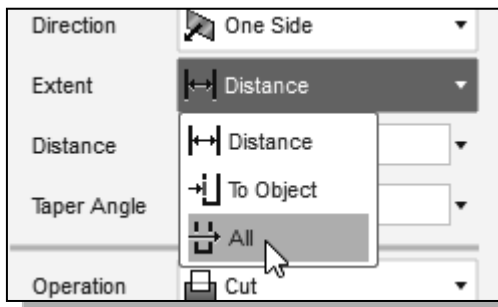 Direction One Side
Extent Distance
Distance Distance
To Object
Taper Angle
All
Operation Cut